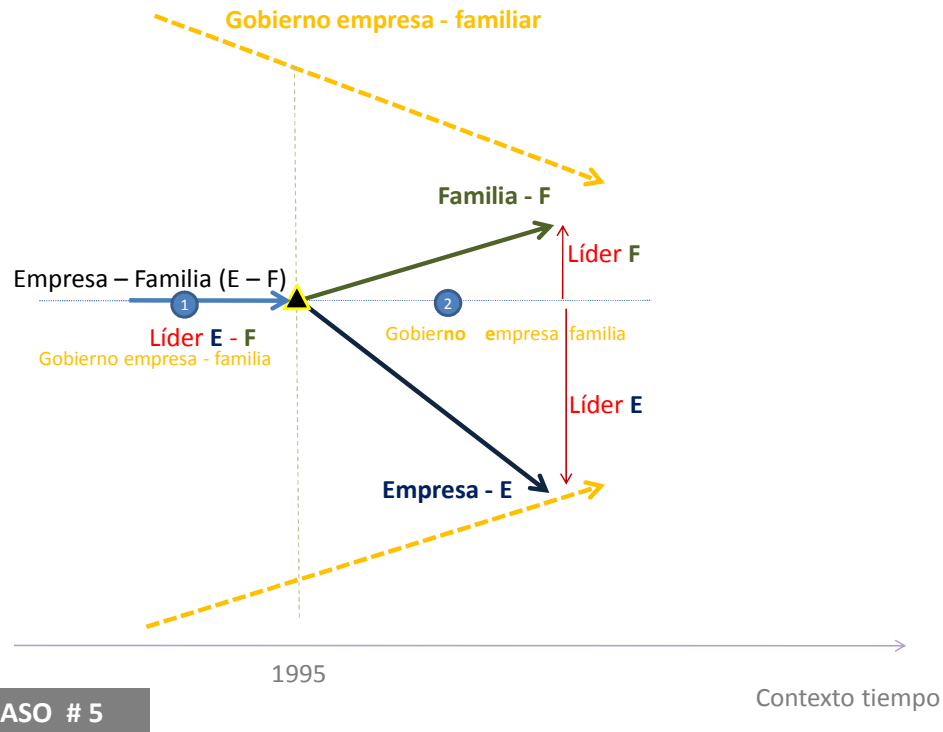 Gobierno empresa - familiar
Familia - F
Líder F
Empresa – Familia (E – F)
1
2
Líder E - F
Gobierno empresa - familia
Gobierno empresa familia
Líder E
Empresa - E
1995
Contexto tiempo
ASO # 5